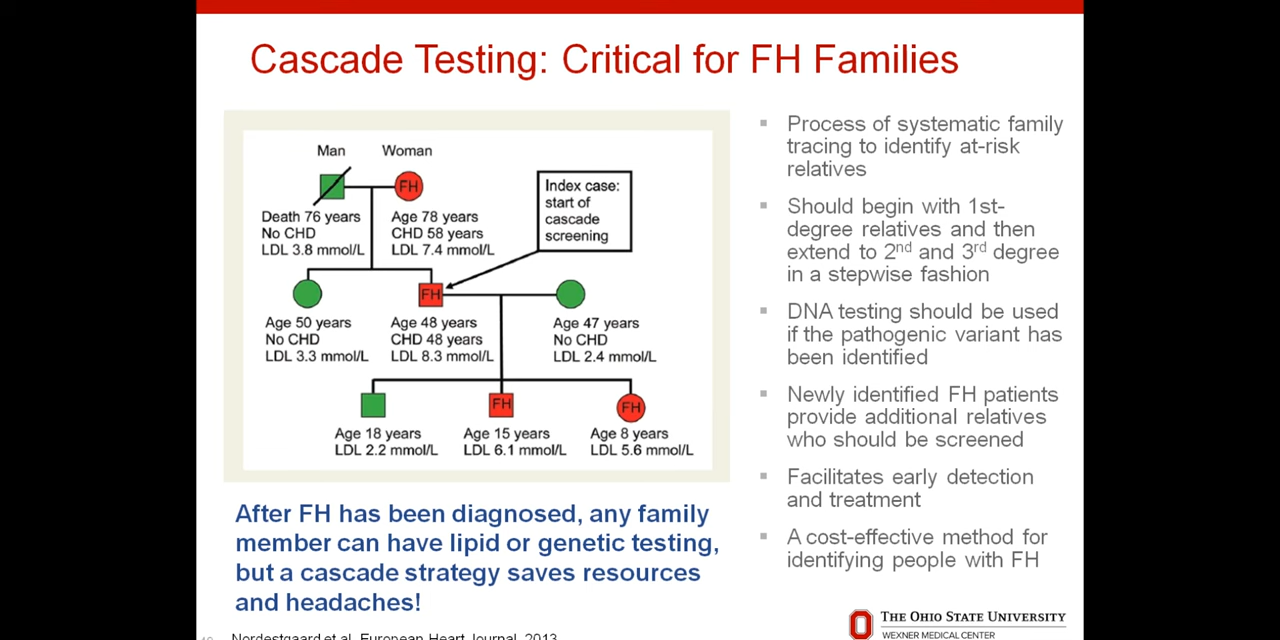 Cascade Testing: Critical for FH Families
Man Woman
FH
Death 76 years
No CHD
LDL 3.8 mmol/L
Age 78 years
CHD 58 years
LDL 7.4 mmol/L
Index case:
start of
cascade
screening
FH
Age 50 years
No CHD
LDL 3.3 mmol/L
Age 48 years
CHD 48 years
LDL 8.3 mmol/L
Age 47 years
No CHD
LDL 2.4 mmol/L
FH
FH
Age 18 years
LDL 2.2 mmol/L
Age 15 years
LDL 6.1 mmol/L
Age 8 years
LDL 5.6 mmol/L
After FH has been diagnosed, any family
member can have lipid or genetic testing,
but a cascade strategy saves resources
and headaches!
▪ Process of systematic family
tracing to identify at-risk
relatives
▪ Should begin with 1st-
degree relatives and then
extend to 2nd and 3rd degree
in a stepwise fashion
▪ DNA testing should be used
if the pathogenic variant has
been identified
▪ Newly identified FH patients
provide additional relatives
who should be screened
▪ Facilitates early detection
and treatment
▪ A cost-effective method for
identifying people with FH
Nordestgaard et al. European Heart Journal. 2013
THE OHIO STATE UNIVERSITY
WEXNER MEDICAL CENTER